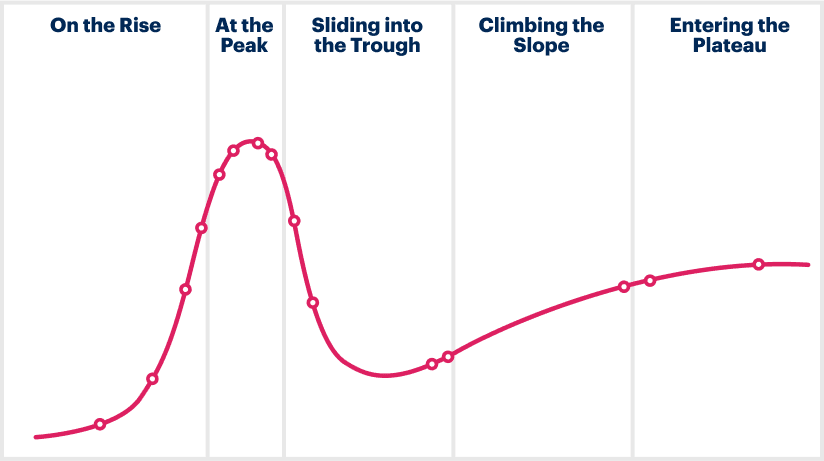 On the Rise
At the
Peak
Sliding into
the Trough
Climbing the
Slope
Entering the
Plateau